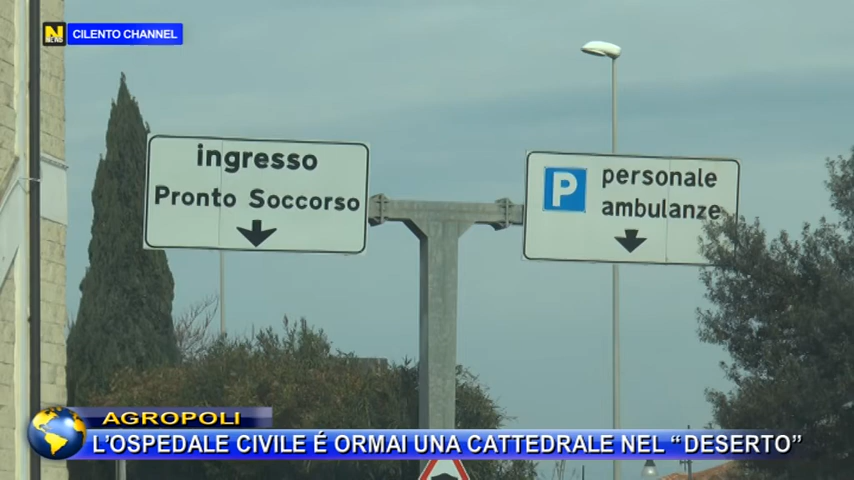 N
CILENTO CHANNEL
ingresso
Pronto Soccorso
P
personale
ambulanze
AGROPOLI
L'OSPEDALE CIVILE É ORMAI UNA CATTEDRALE NEL “DESERTO”